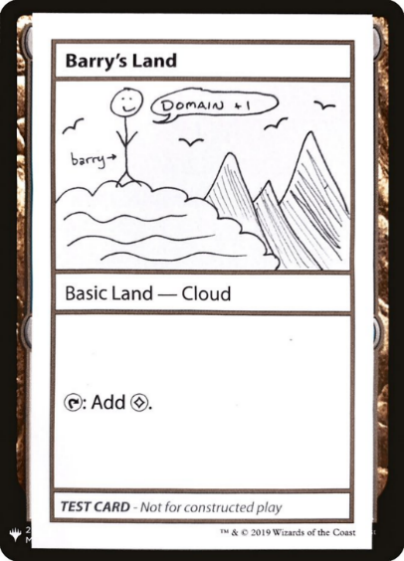 Barry's Land
DOMAIN +1
barry→
Basic Land — Cloud
: Add .
TEST CARD - Not for constructed play
™ & © 2019 Wizards of the Coast